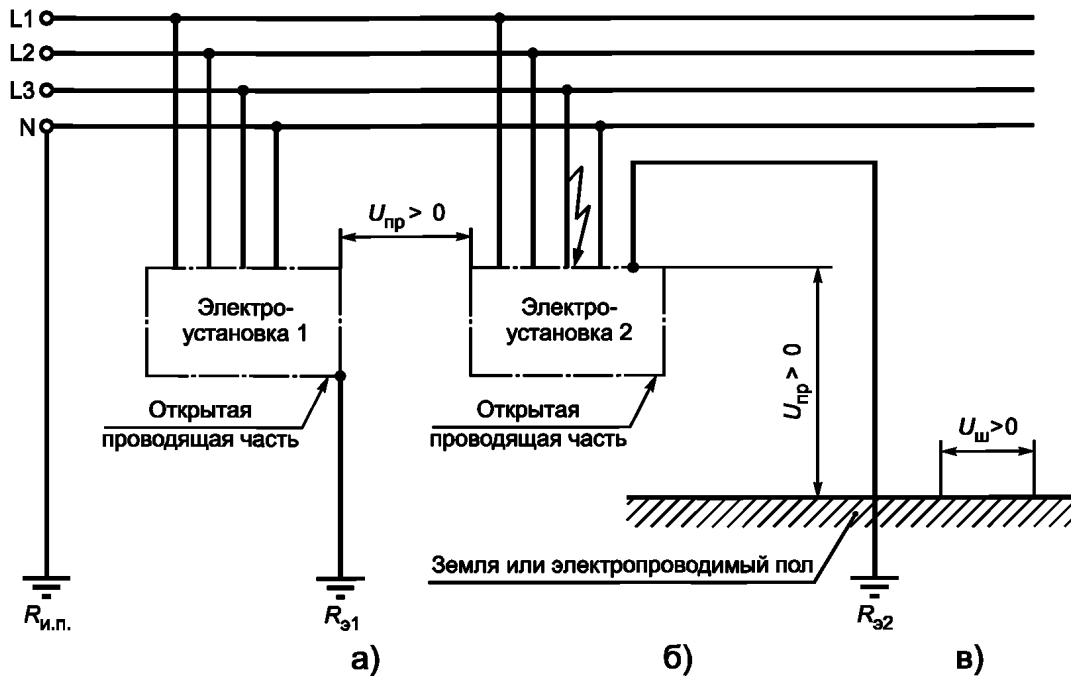 L1
L2
L3
N
Uпр > 0
Электро-
установка 1
Электро-
установка 2
Uпр > 0
Открытая
проводящая часть
Открытая
проводящая часть
Uш>0
Земля или электропроводимый пол
Rи.п.
Rэ1
Rэ2
а)
б)
в)